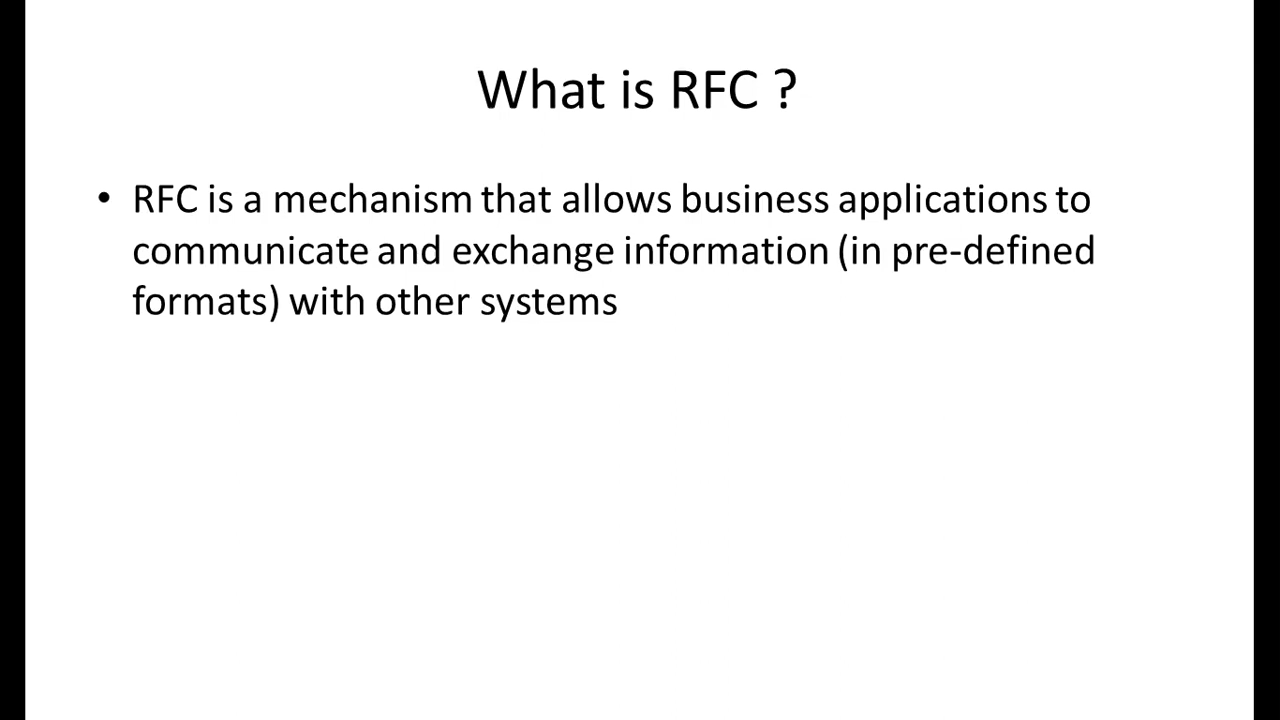 What is RFC ?
• RFC is a mechanism that allows business applications to
communicate and exchange information (in pre-defined
formats) with other systems